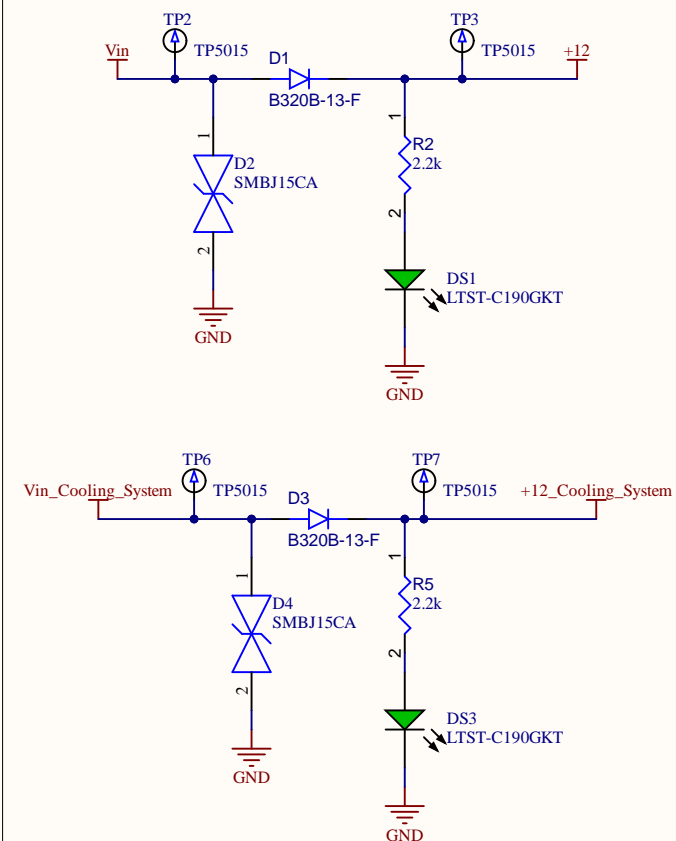 TP2
TP3
Vin
TP5015
TP5015
+12
D1
B320B-13-F
1
1
R2
2.2k
D2
SMBJ15CA
2
2
DS1
LTST-C190GKT
GND
GND
TP6
TP7
Vin_Cooling_System
TP5015
TP5015
+12_Cooling_System
D3
B320B-13-F
1
1
R5
2.2k
D4
SMBJ15CA
2
2
DS3
LTST-C190GKT
GND
GND